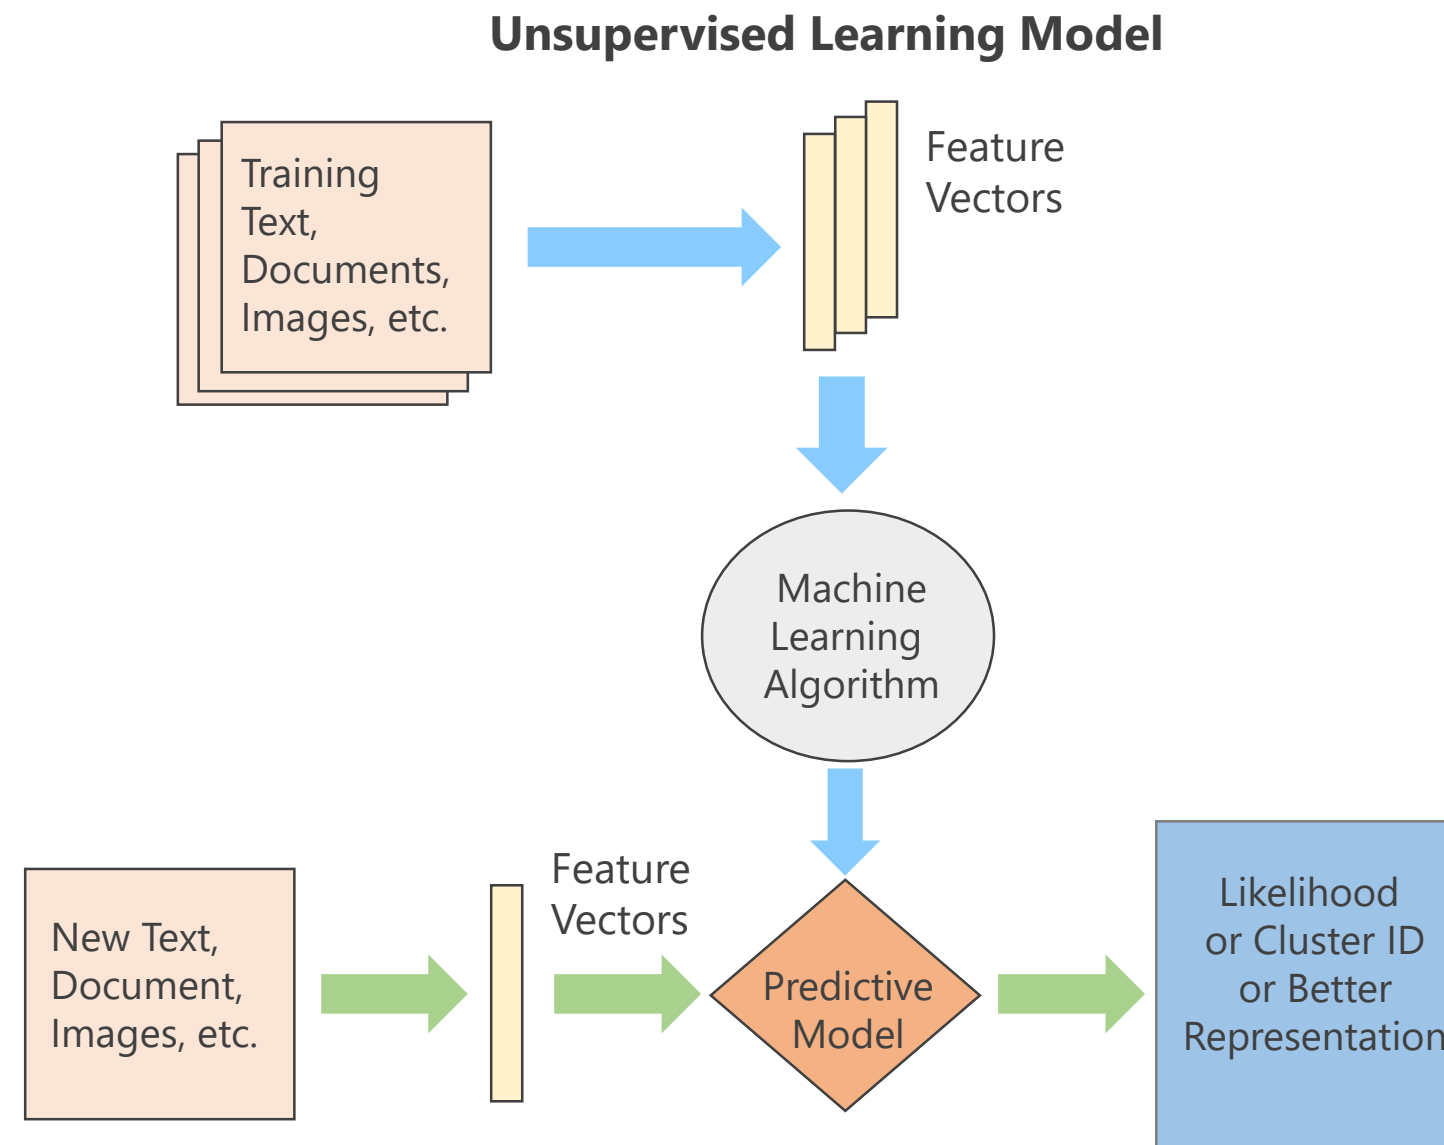 Unsupervised Learning Model
Training
Text,
Documents,
Images, etc.
Feature
Vectors
Machine
Learning
Algorithm
New Text,
Document,
Images, etc.
Feature
Vectors
Predictive
Model
Likelihood
or Cluster ID
or Better
Representation